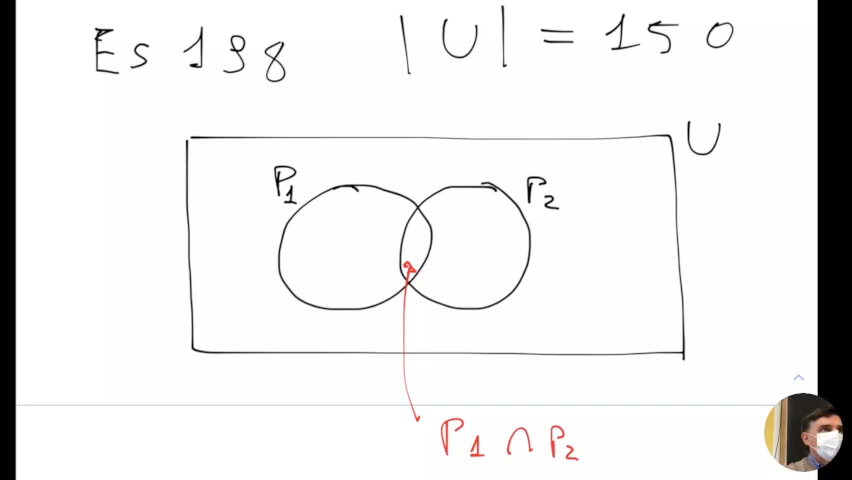 Es 198 |U| = 150
U
P1 P2
P1 ∩ P2